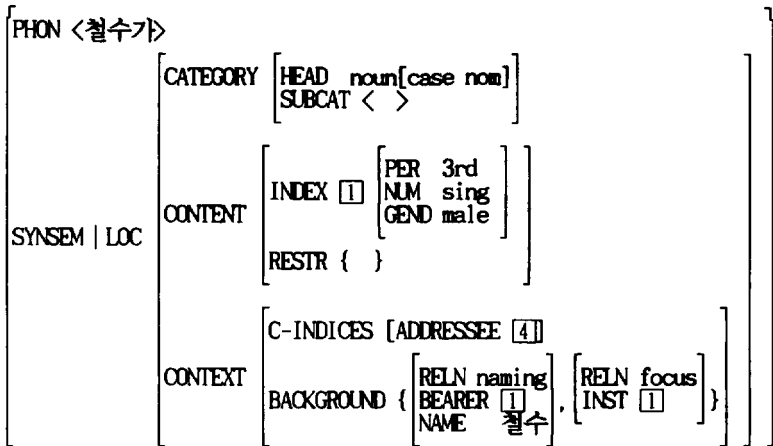 PHON <철수가>
CATEGORY HEAD noun[case nom]
SUBCAT < >
CONTENT INDEX 1 PER 3rd
NUM sing
GEND male
RESTR { }
SYNSEM | LOC
CONTEXT C-INDICES [ADDRESSEE 4]
BACKGROUND { RELN naming
BEARER 1
NAME 철수 , RELN focus
INST 1 }